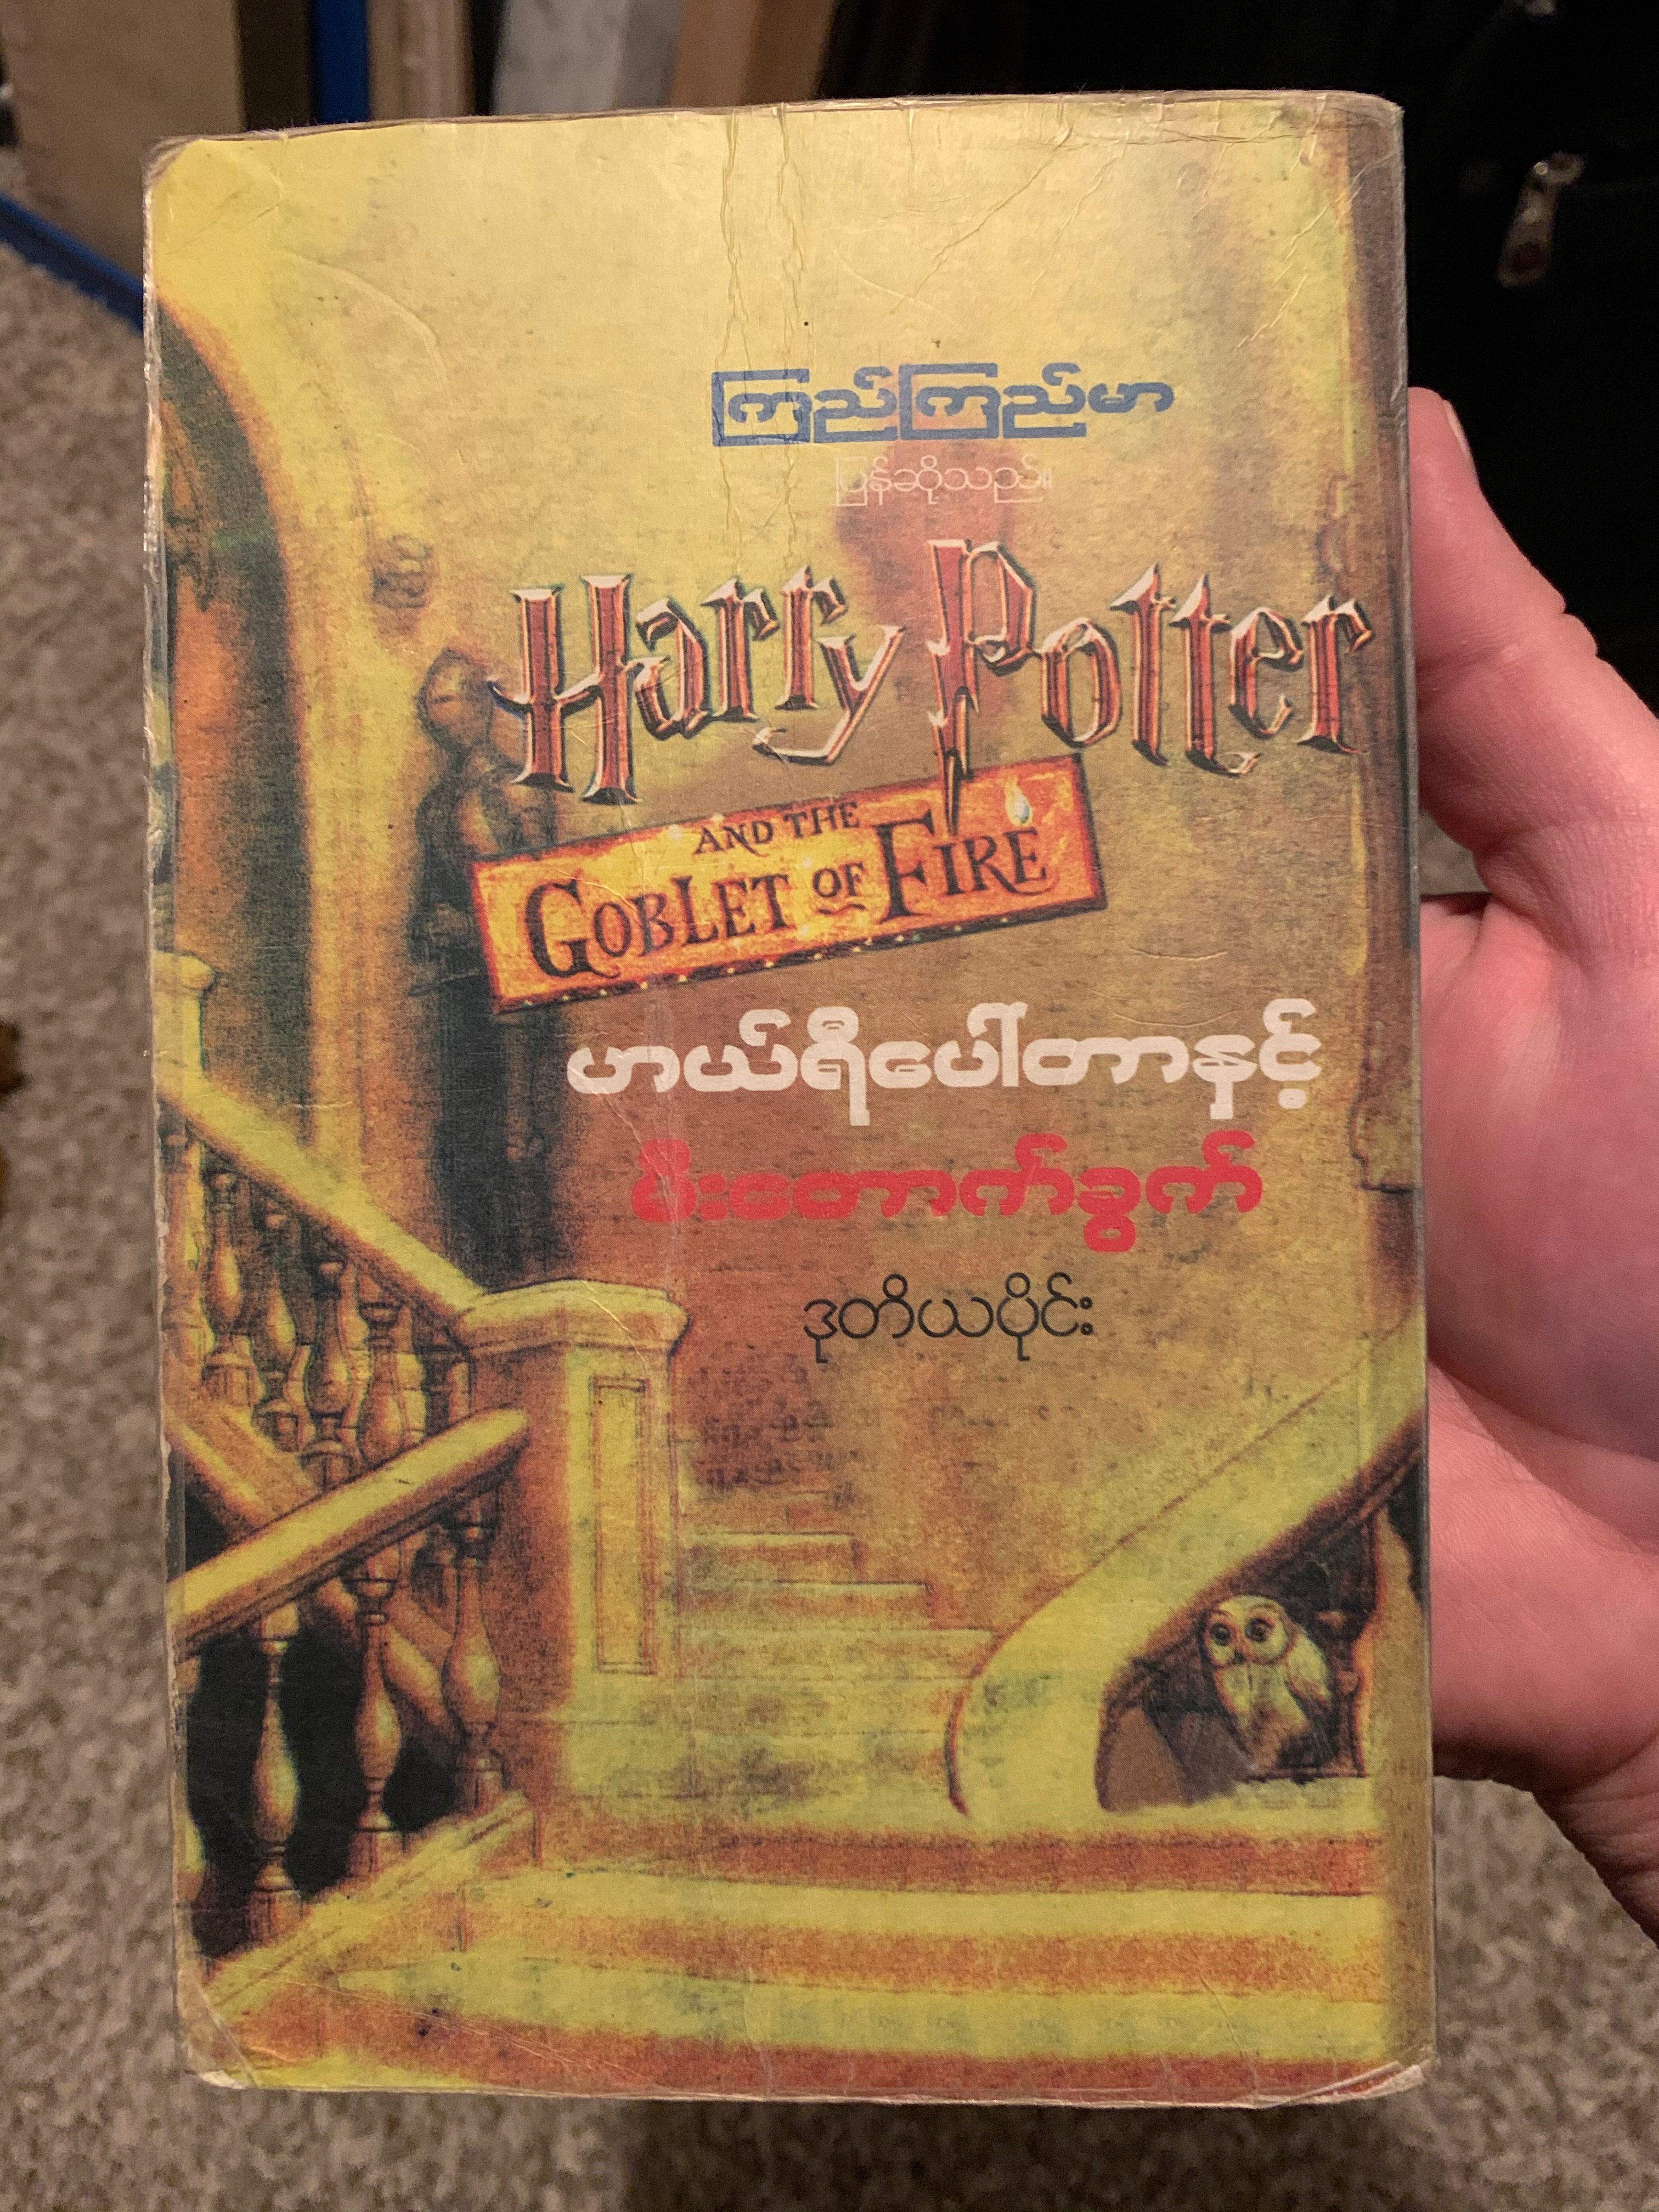 ကြည်ကြည်မာ
ပြန်ဆိုသည်။
Harry Potter
AND THE
GOBLET OF FIRE
ဟယ်ရီပေါ်တာနှင့်
မီးတောက်ခွက်
ဒုတိယပိုင်း